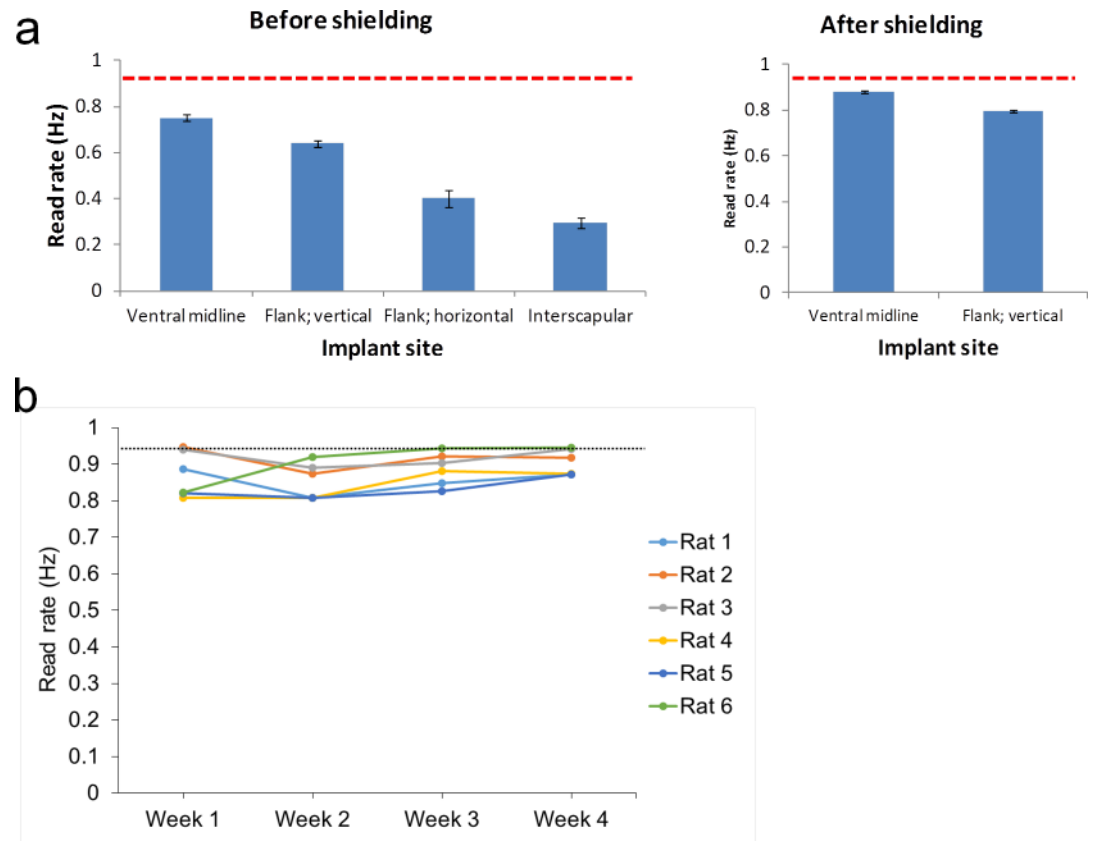 a
Before shielding
Read rate (Hz)
1
0.8
0.6
0.4
0.2
0
Ventral midline Flank; vertical Flank; horizontal Interscapular
Implant site
After shielding
Read rate (Hz)
1
0.8
0.6
0.4
0.2
0
Ventral midline Flank; vertical
Implant site
b
Read rate (Hz)
1
0.9
0.8
0.7
0.6
0.5
0.4
0.3
0.2
0.1
0
Week 1 Week 2 Week 3 Week 4
Rat 1
Rat 2
Rat 3
Rat 4
Rat 5
Rat 6